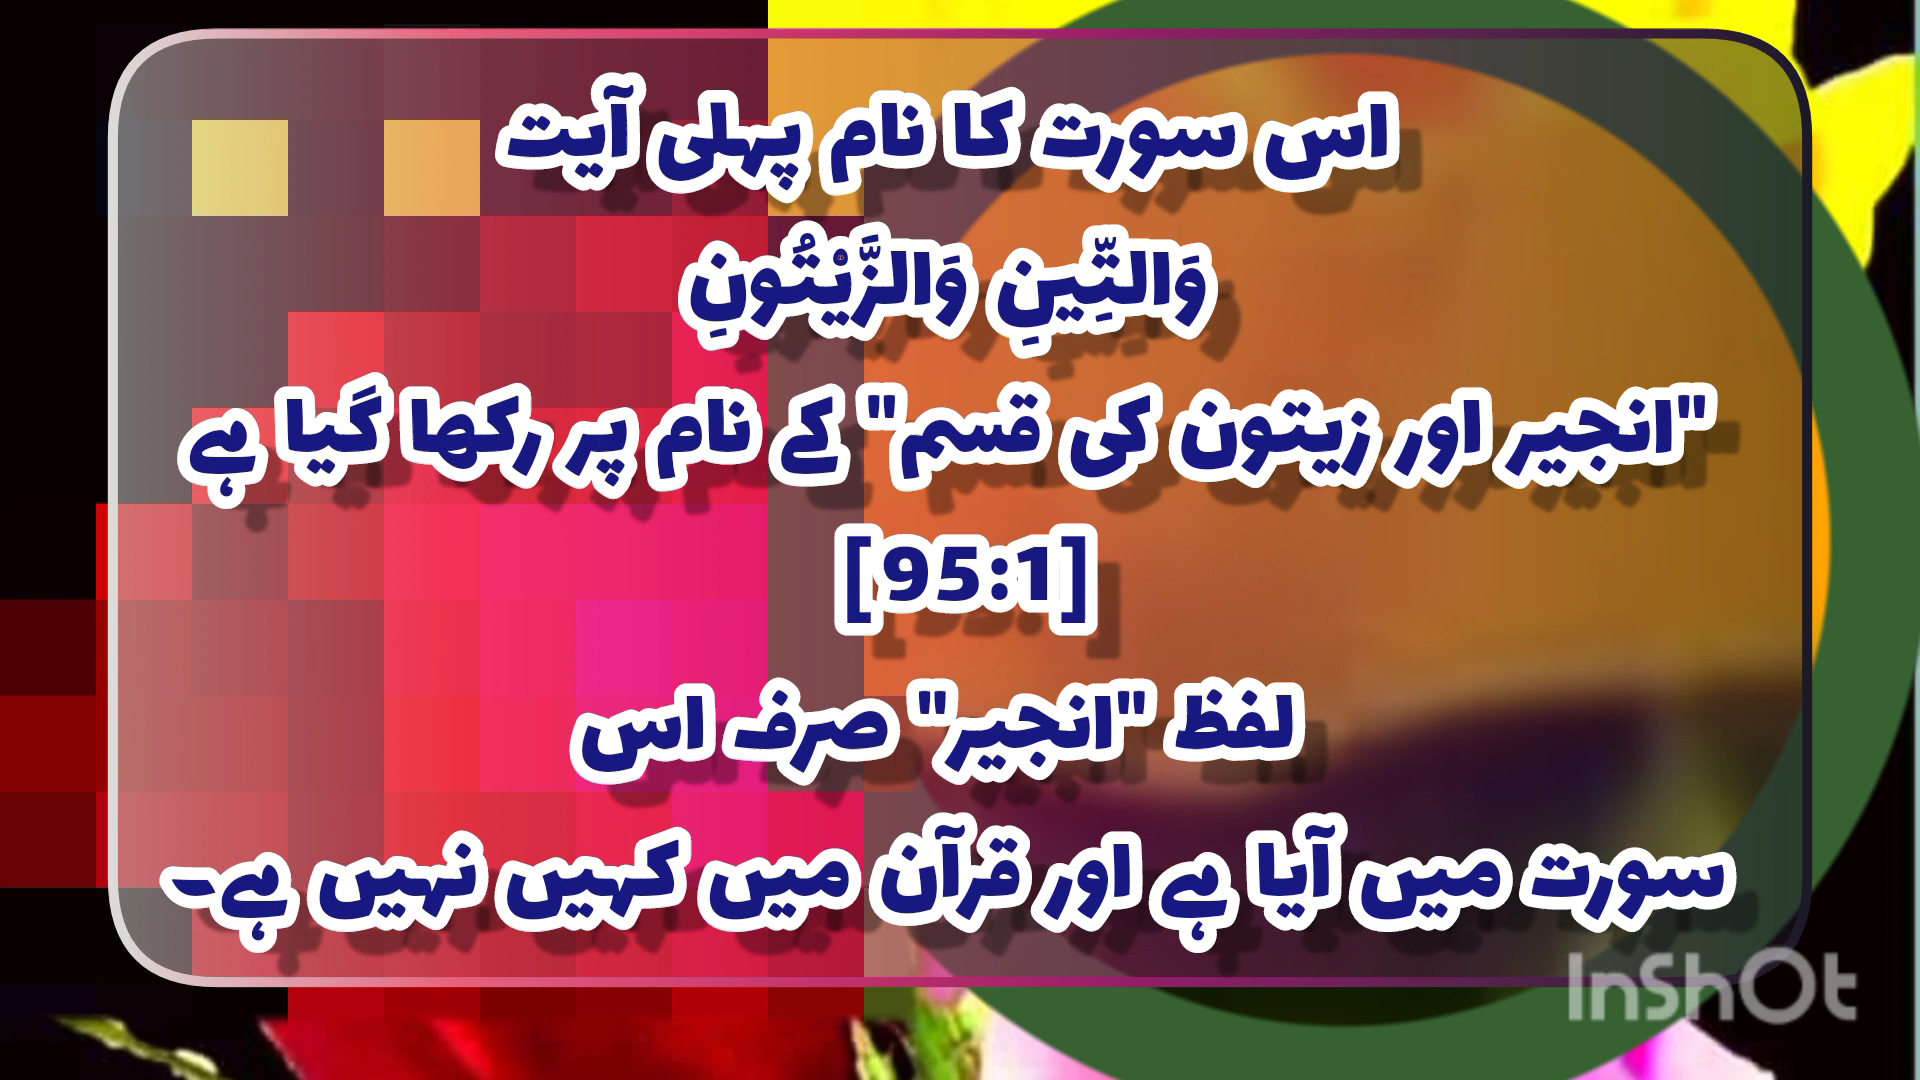 اس سورت کا نام پہلی آیت
وَالتِّينِ وَالزَّيْتُونِ
"انجیر اور زیتون کی قسم" کے نام پر رکھا گیا ہے
[95:1]
لفظ "انجیر" صرف اس
سورت میں آیا ہے اور قرآن میں کہیں نہیں ہے۔
InShOt